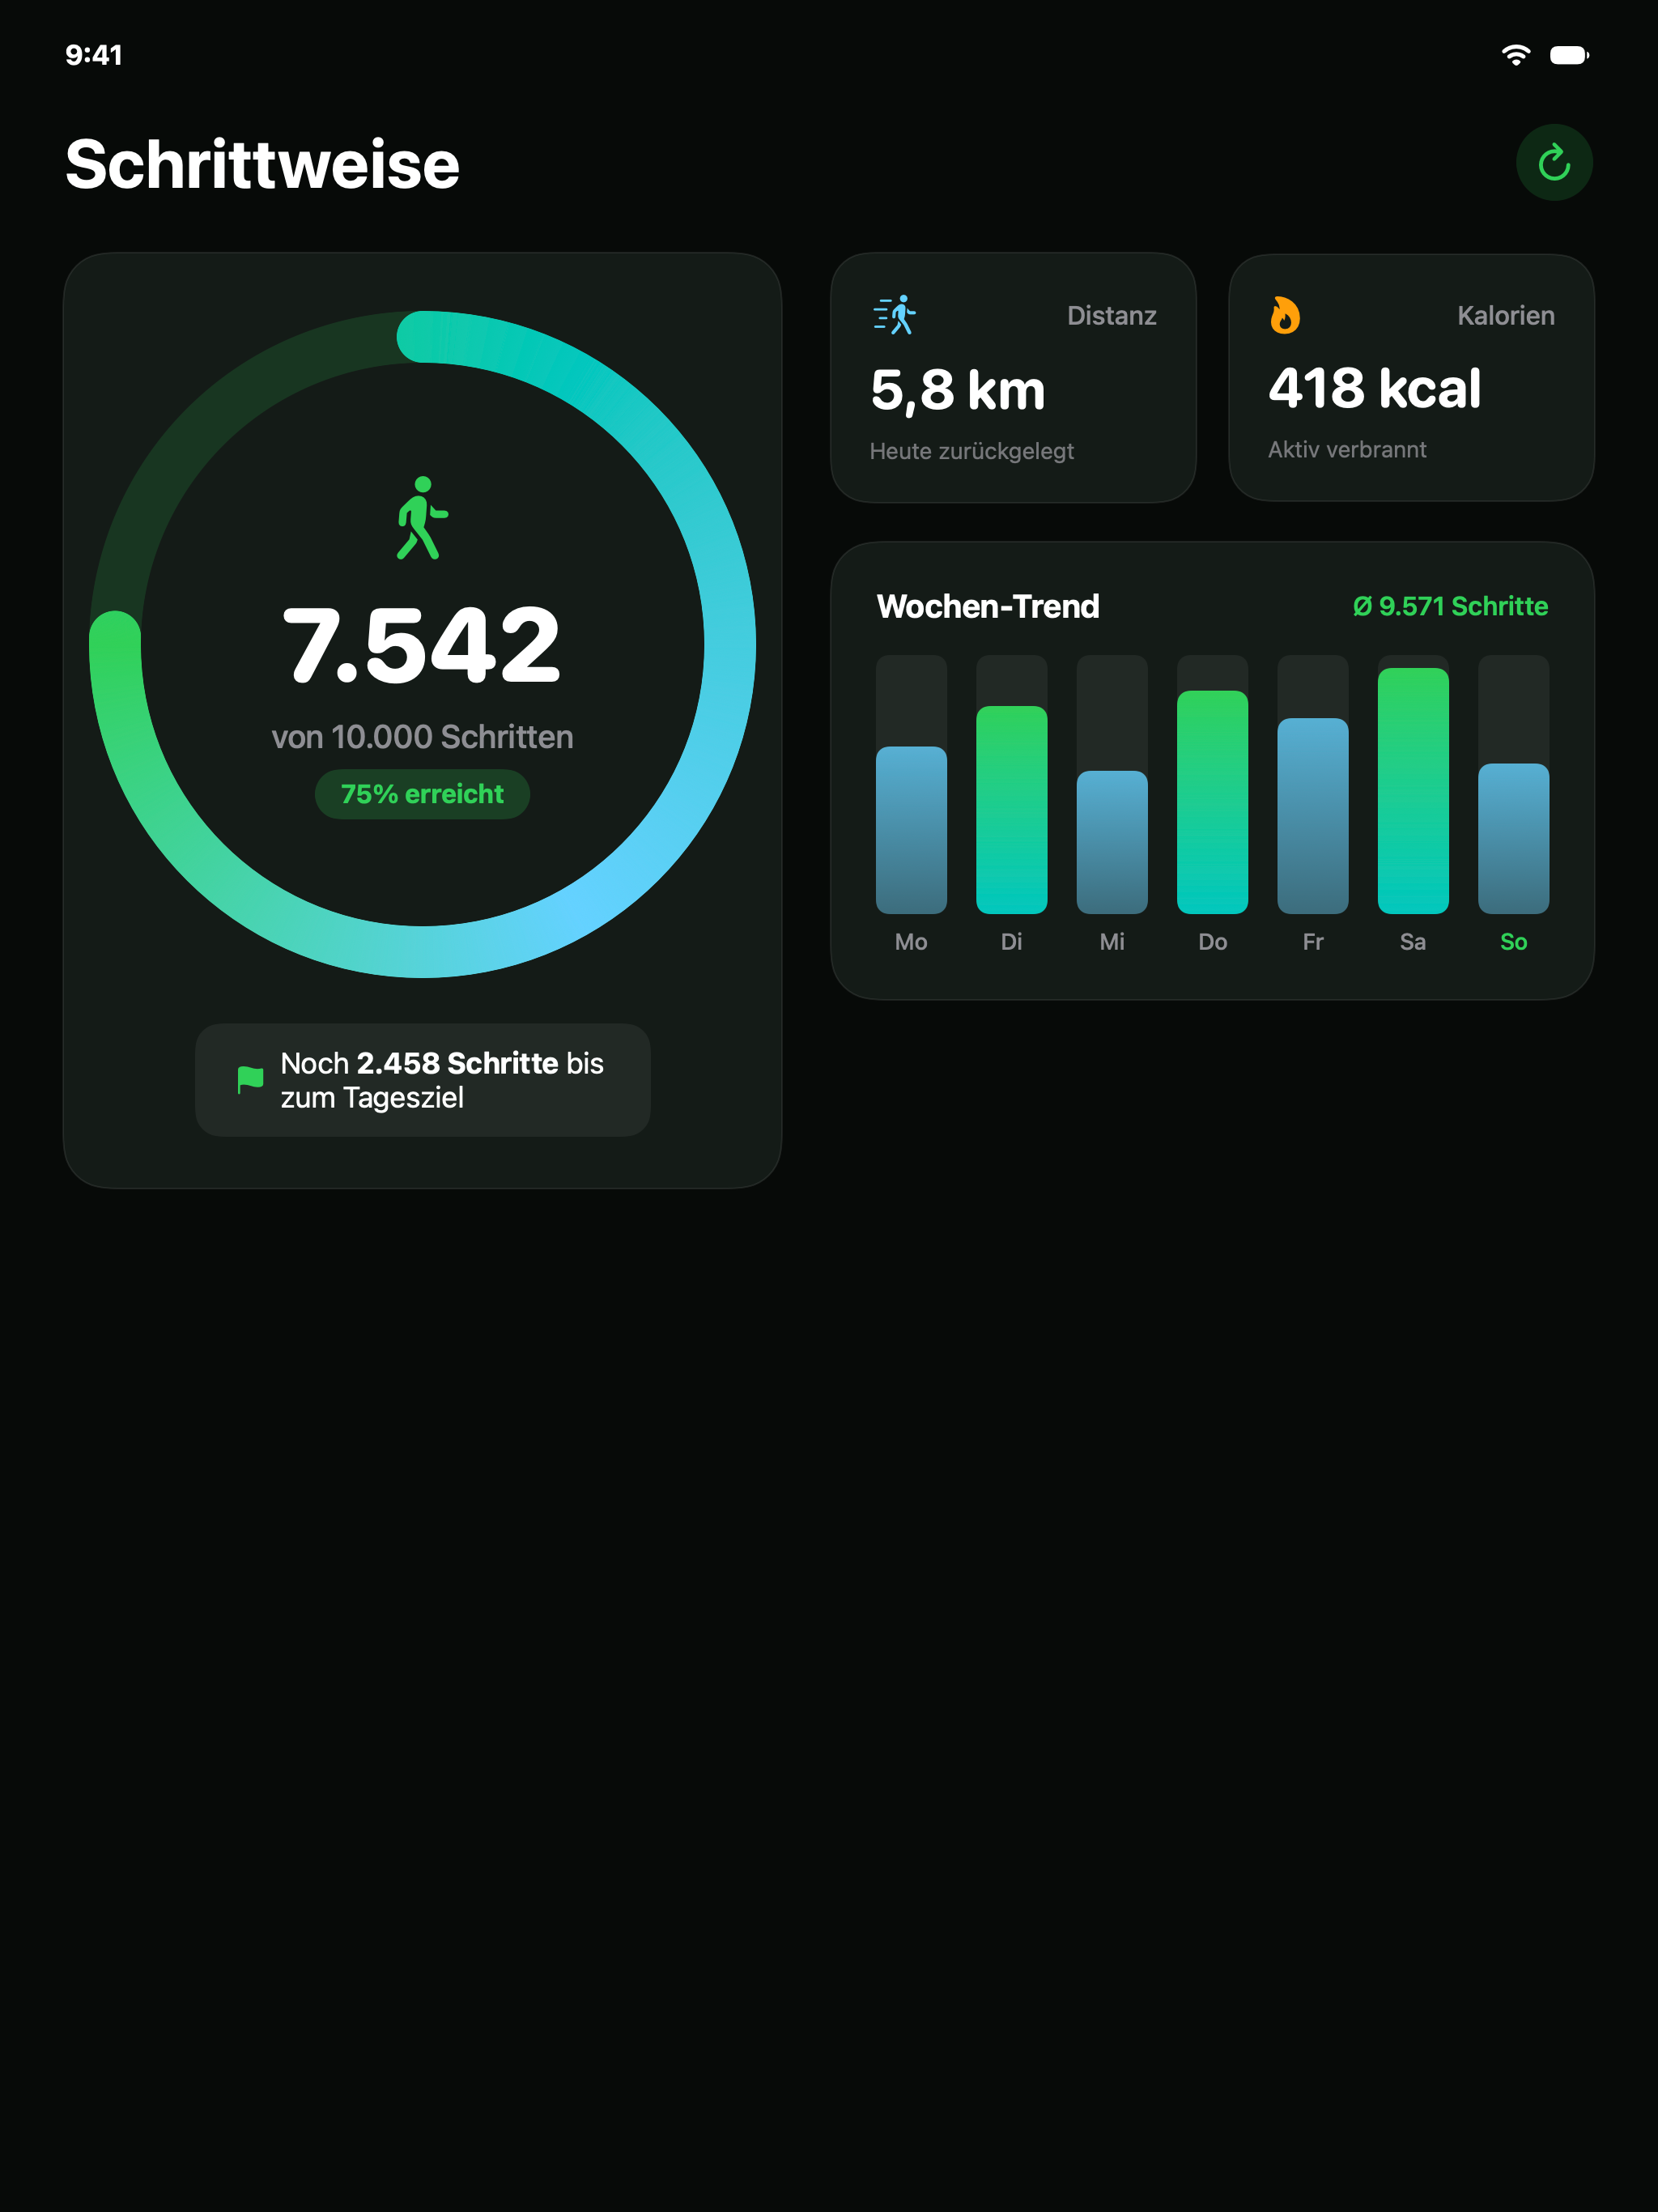 9:41
Schrittweise
7.542
von 10.000 Schritten
75% erreicht
Noch 2.458 Schritte bis
zum Tagesziel
Distanz
5,8 km
Heute zurückgelegt
Kalorien
418 kcal
Aktiv verbrannt
Wochen-Trend
Ø 9.571 Schritte
Mo Di Mi Do Fr Sa So